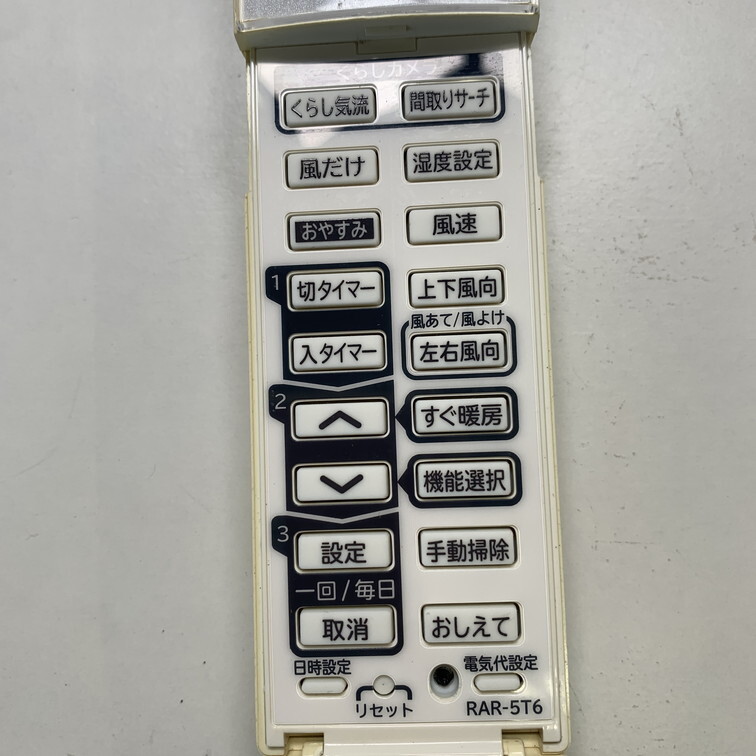 くらしカメラ
くらし気流 間取りサーチ
風だけ 湿度設定
おやすみ 風速
1 切タイマー 上下風向
風あて/風よけ
入タイマー 左右風向
2 すぐ暖房
機能選択
3 設定 手動掃除
一回/毎日
取消 おしえて
日時設定 電気代設定
リセット RAR-5T6